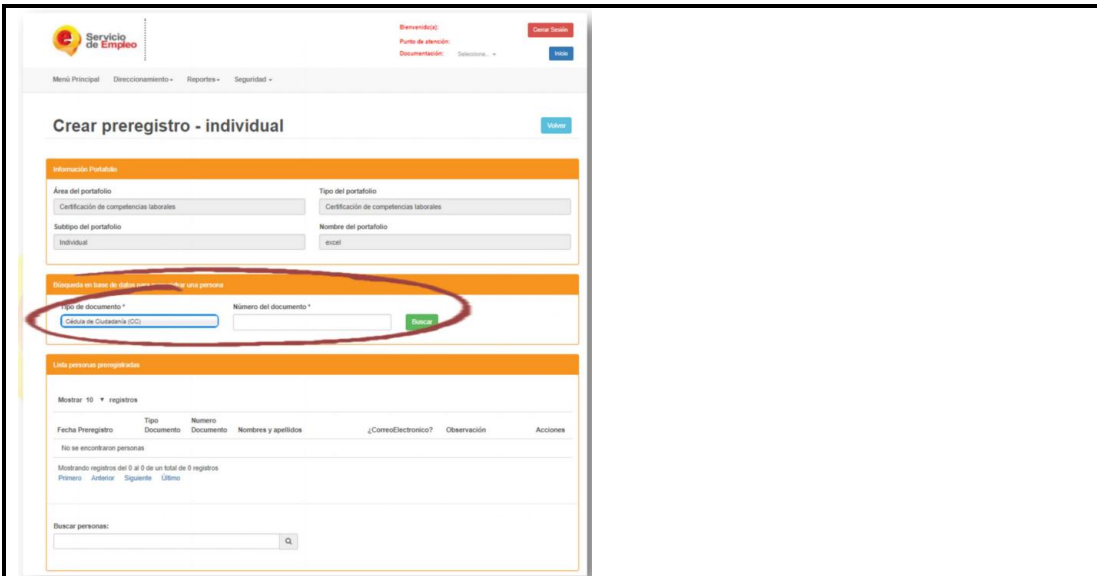 Servicio
de Empleo
Bienvenido(a):
Punto de atención:
Documentación: Seleccione...
Cerrar Sesión
Inicio
Menú Principal Direccionamiento Reportes Seguridad
Crear preregistro - individual
Volver
Información Portafolio
Área del portafolio Tipo del portafolio
Certificación de competencias laborales Certificación de competencias laborales
Subtipo del portafolio Nombre del portafolio
Individual excel
Búsqueda en base de datos para una persona
Tipo de documento * Número del documento *
Cédula de Ciudadanía (CC) Buscar
Lista personas preregistradas
Mostrar 10 registros
Fecha Preregistro Tipo Documento Numero Documento Nombres y apellidos ¿CorreoElectronico? Observación Acciones
No se encontraron personas
Mostrando registros del 0 al 0 de un total de 0 registros
Primero Anterior Siguiente Último
Buscar personas: